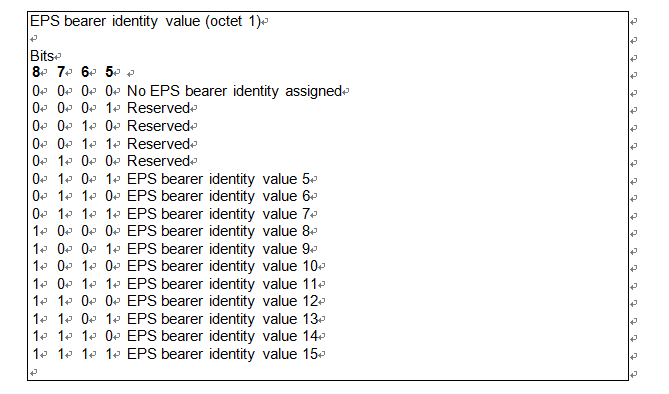 EPS bearer identity value (octet 1)
Bits
8 7 6 5
0 0 0 0 No EPS bearer identity assigned
0 0 0 1 Reserved
0 0 1 0 Reserved
0 0 1 1 Reserved
0 1 0 0 Reserved
0 1 0 1 EPS bearer identity value 5
0 1 1 0 EPS bearer identity value 6
0 1 1 1 EPS bearer identity value 7
1 0 0 0 EPS bearer identity value 8
1 0 0 1 EPS bearer identity value 9
1 0 1 0 EPS bearer identity value 10
1 0 1 1 EPS bearer identity value 11
1 1 0 0 EPS bearer identity value 12
1 1 0 1 EPS bearer identity value 13
1 1 1 0 EPS bearer identity value 14
1 1 1 1 EPS bearer identity value 15